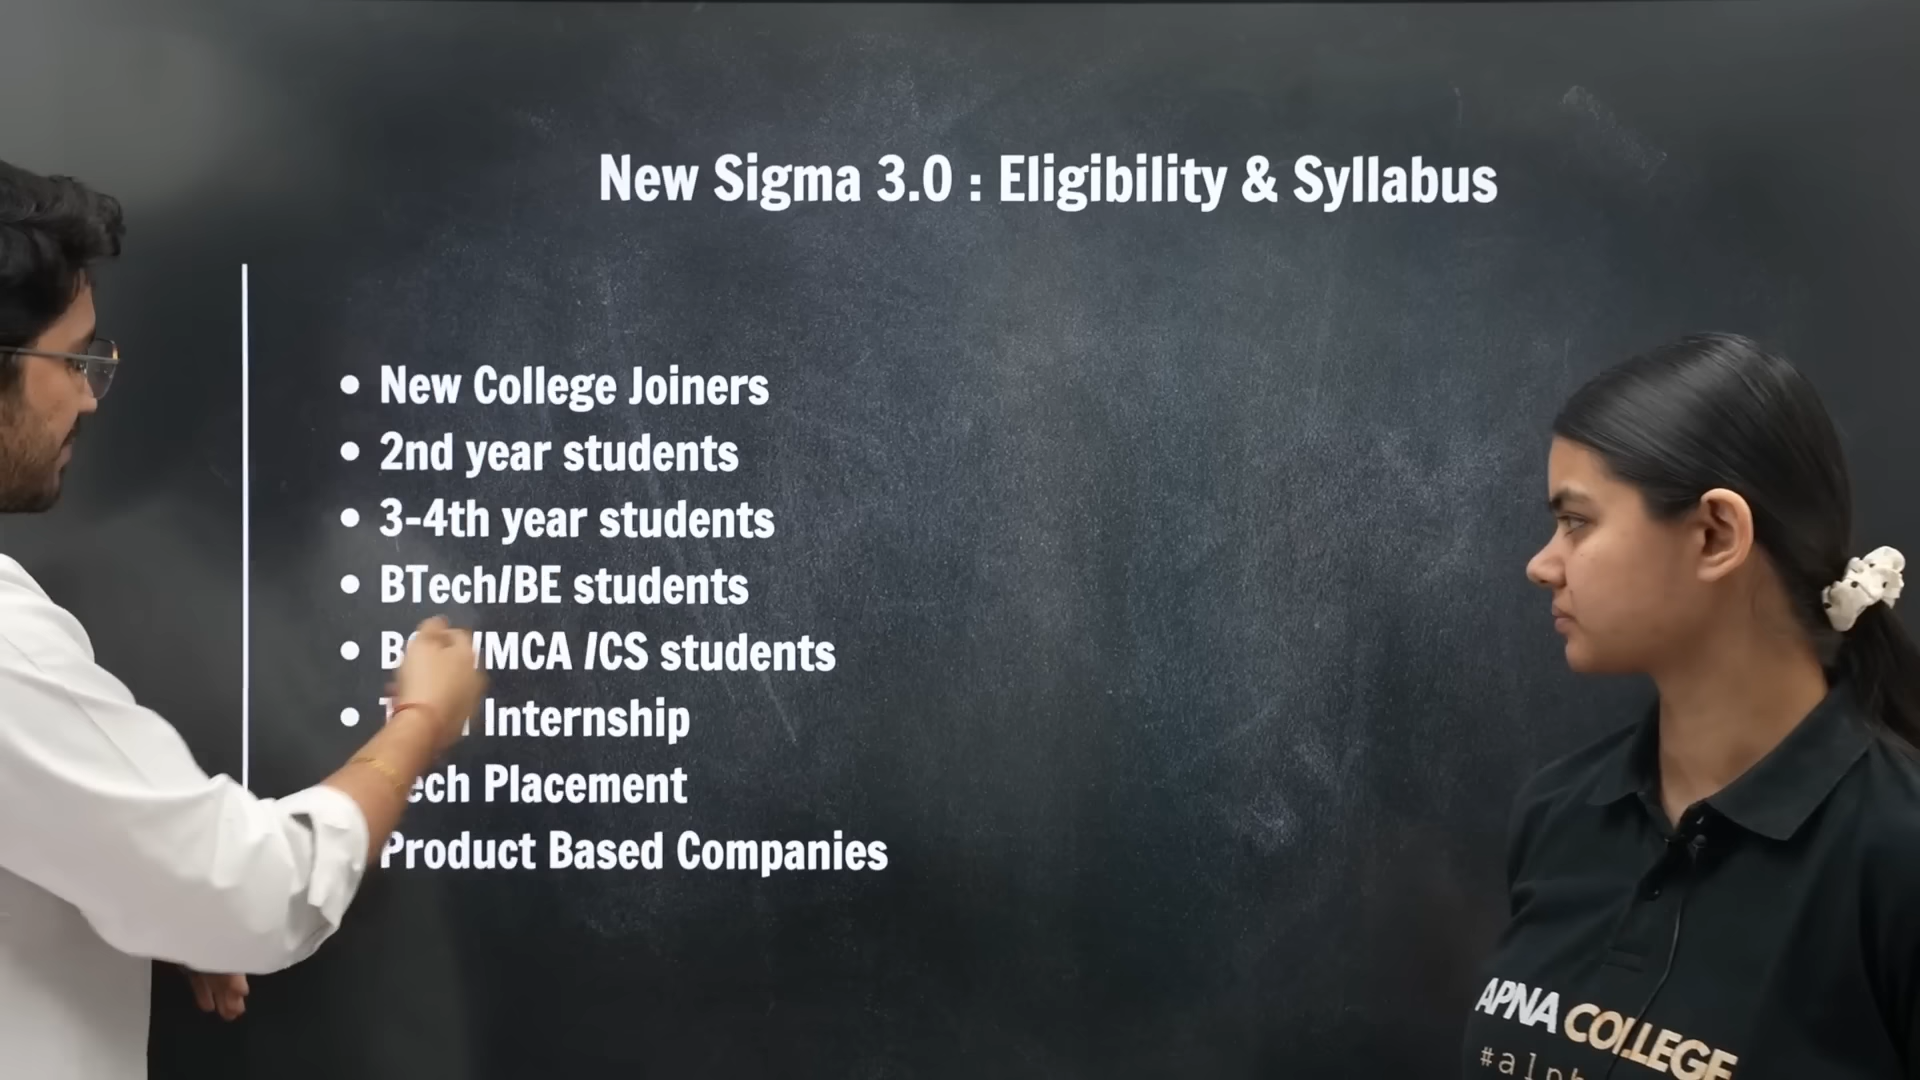 New Sigma 3.0 : Eligibility & Syllabus
• New College Joiners
• 2nd year students
• 3-4th year students
• BTech/BE students
• /MCA /CS students
• Internship
Placement
Product Based Companies
APNA COLLEGE